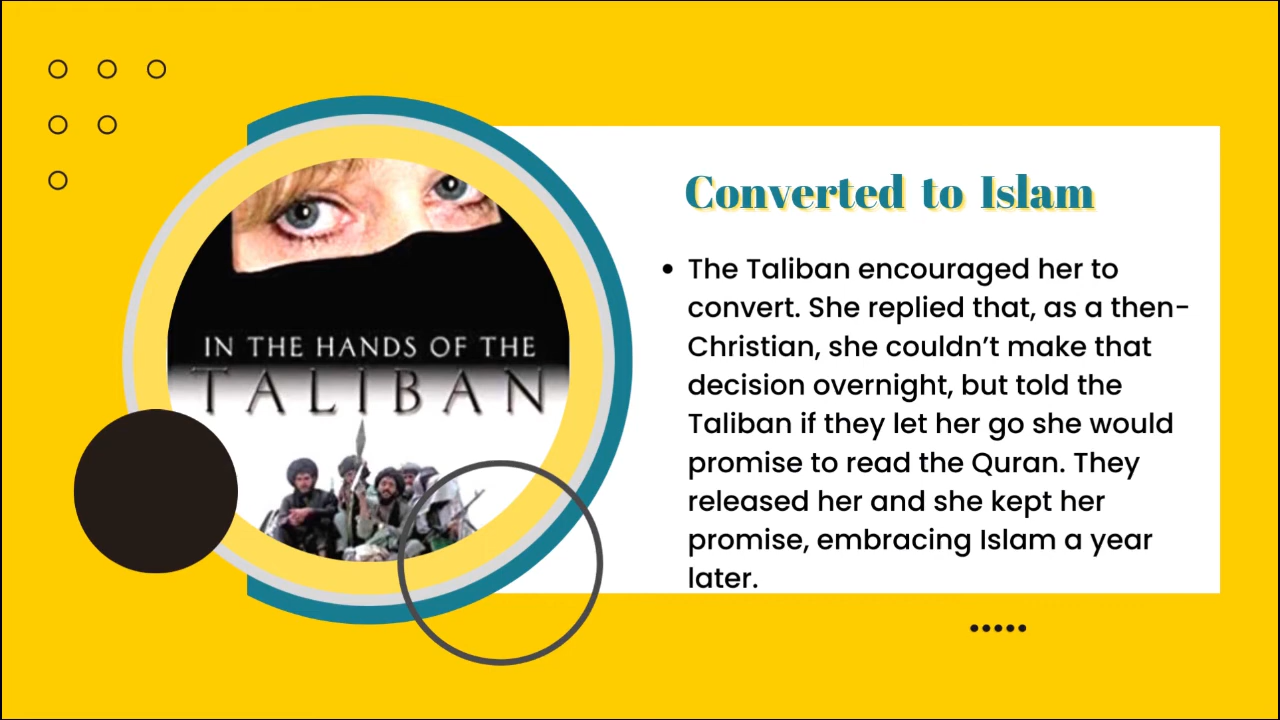 Converted to Islam
IN THE HANDS OF THE
TALIBAN
• The Taliban encouraged her to
convert. She replied that, as a then-
Christian, she couldn’t make that
decision overnight, but told the
Taliban if they let her go she would
promise to read the Quran. They
released her and she kept her
promise, embracing Islam a year
later.